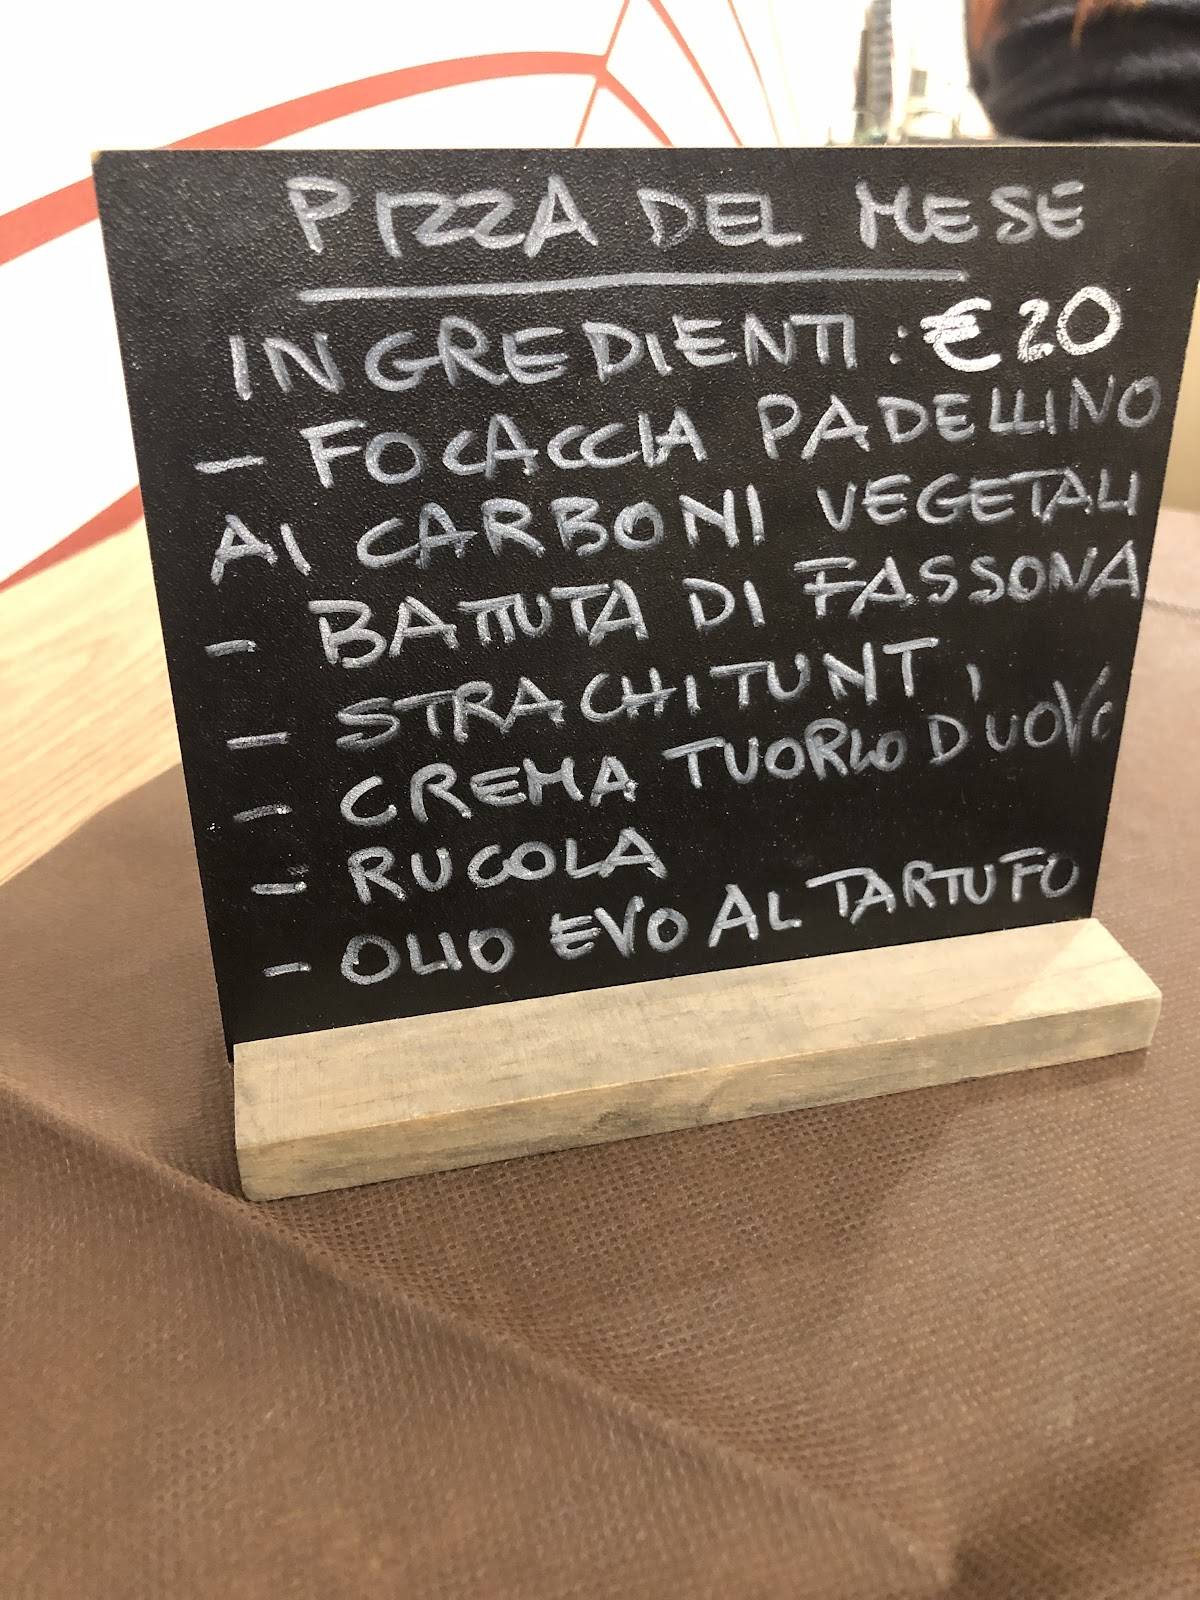 PIZZA DEL MESE
INGREDIENTI: €20
- FOCACCIA PADELLINO
AI CARBONI VEGETALI
- BATTUTA DI FASSONA
- STRACHITUNT,
- CREMA TUORLO D'UOVO
- RUCOLA
- OLIO EVO AL TARTUFO